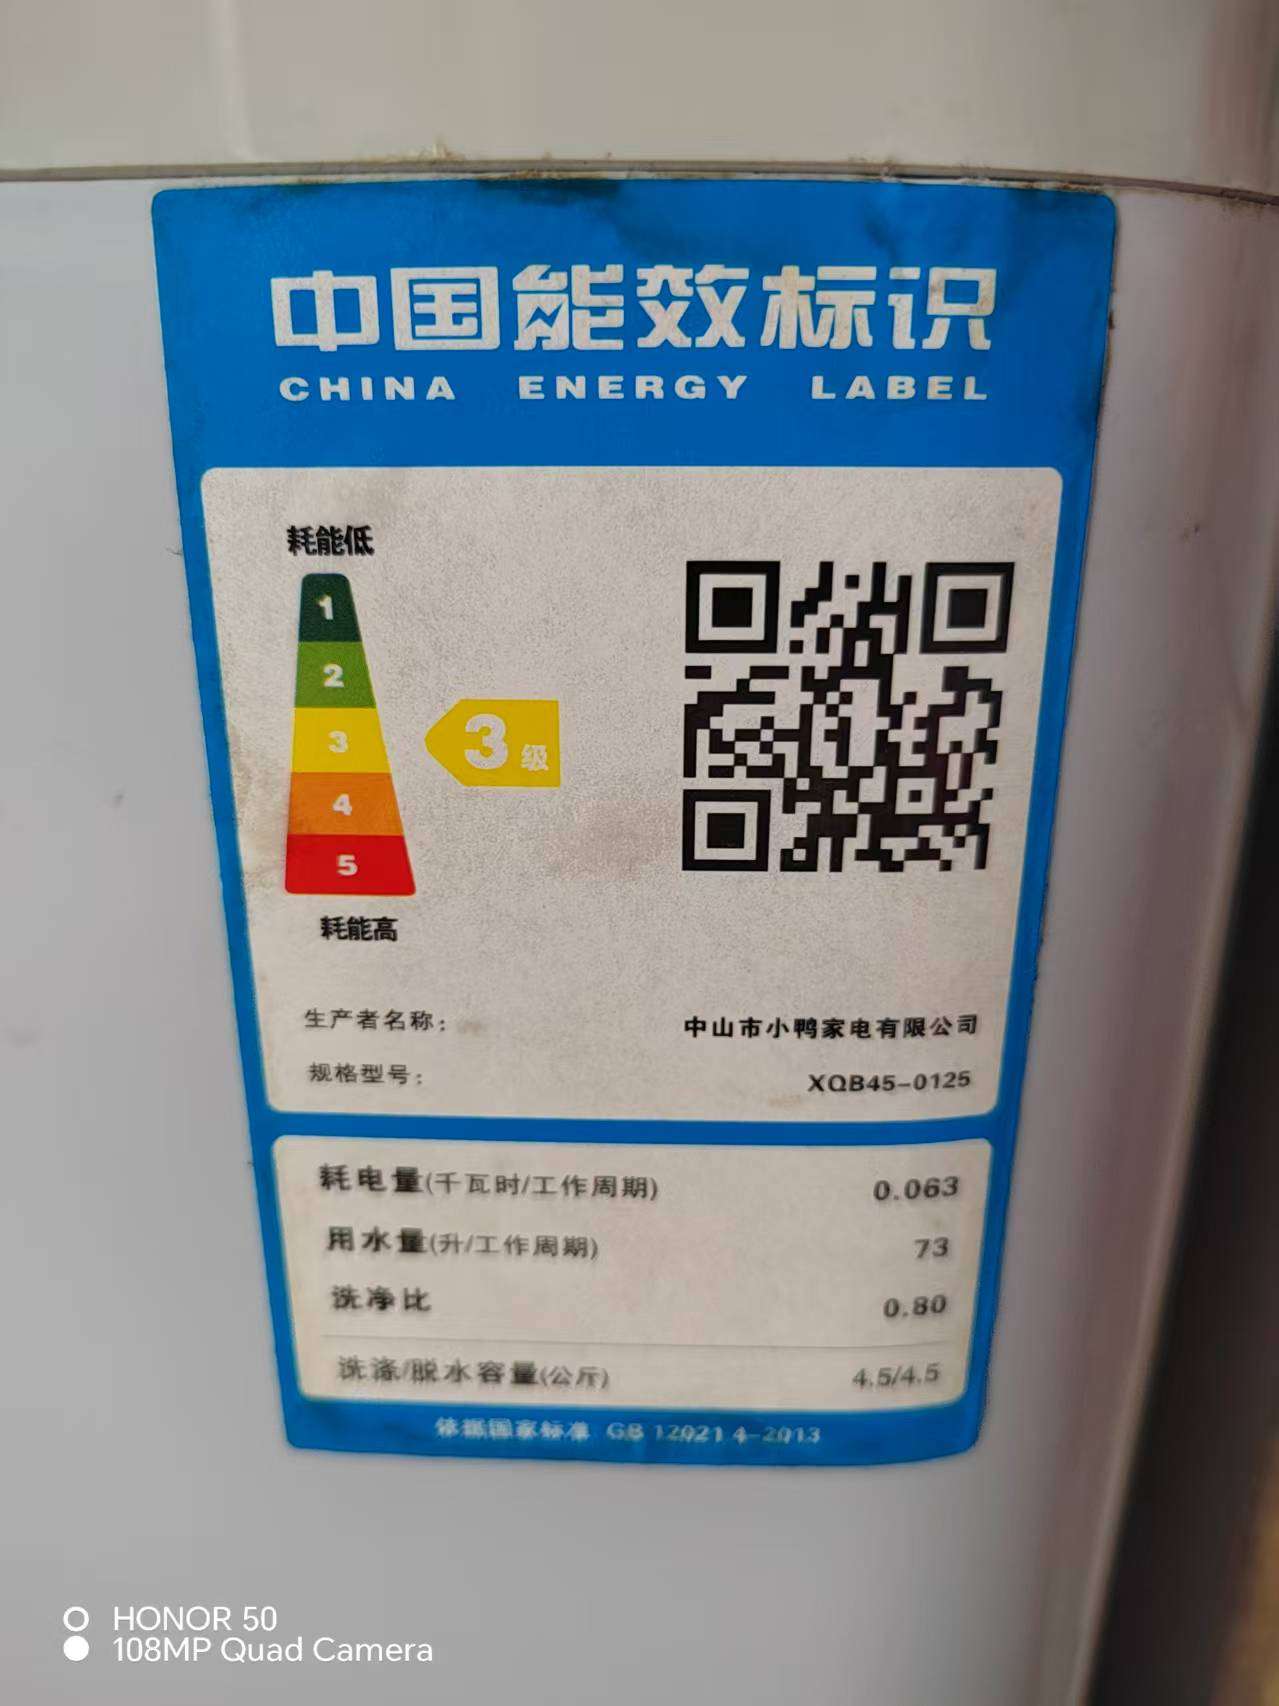 中国能效标识
CHINA ENERGY LABEL
耗能低
1
2
3
3级
4
5
耗能高
生产者名称： 中山市小鸭家电有限公司
规格型号： XQB45-0125
耗电量(千瓦时/工作周期) 0.063
用水量(升/工作周期) 73
洗净比 0.80
洗涤/脱水容量(公斤) 4.5/4.5
依据国家标准 GB 12021.4-2013
HONOR 50
108MP Quad Camera